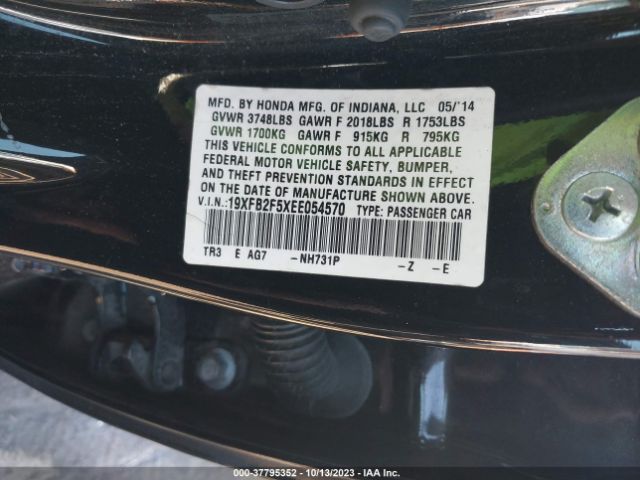 MFD. BY HONDA MFG. OF INDIANA, LLC 05/'14
GVWR 3748LBS GAWR F 2018LBS R 1753LBS
GVWR 1700KG GAWR F 915KG R 795KG
THIS VEHICLE CONFORMS TO ALL APPLICABLE
FEDERAL MOTOR VEHICLE SAFETY, BUMPER,
AND THEFT PREVENTION STANDARDS IN EFFECT
ON THE DATE OF MANUFACTURE SHOWN ABOVE.
V.I.N.:19XFB2F5XEE054570 TYPE: PASSENGER CAR
TR3 E AG7 -NH731P -Z -E
000-37795352 - 10/13/2023 - IAA Inc.